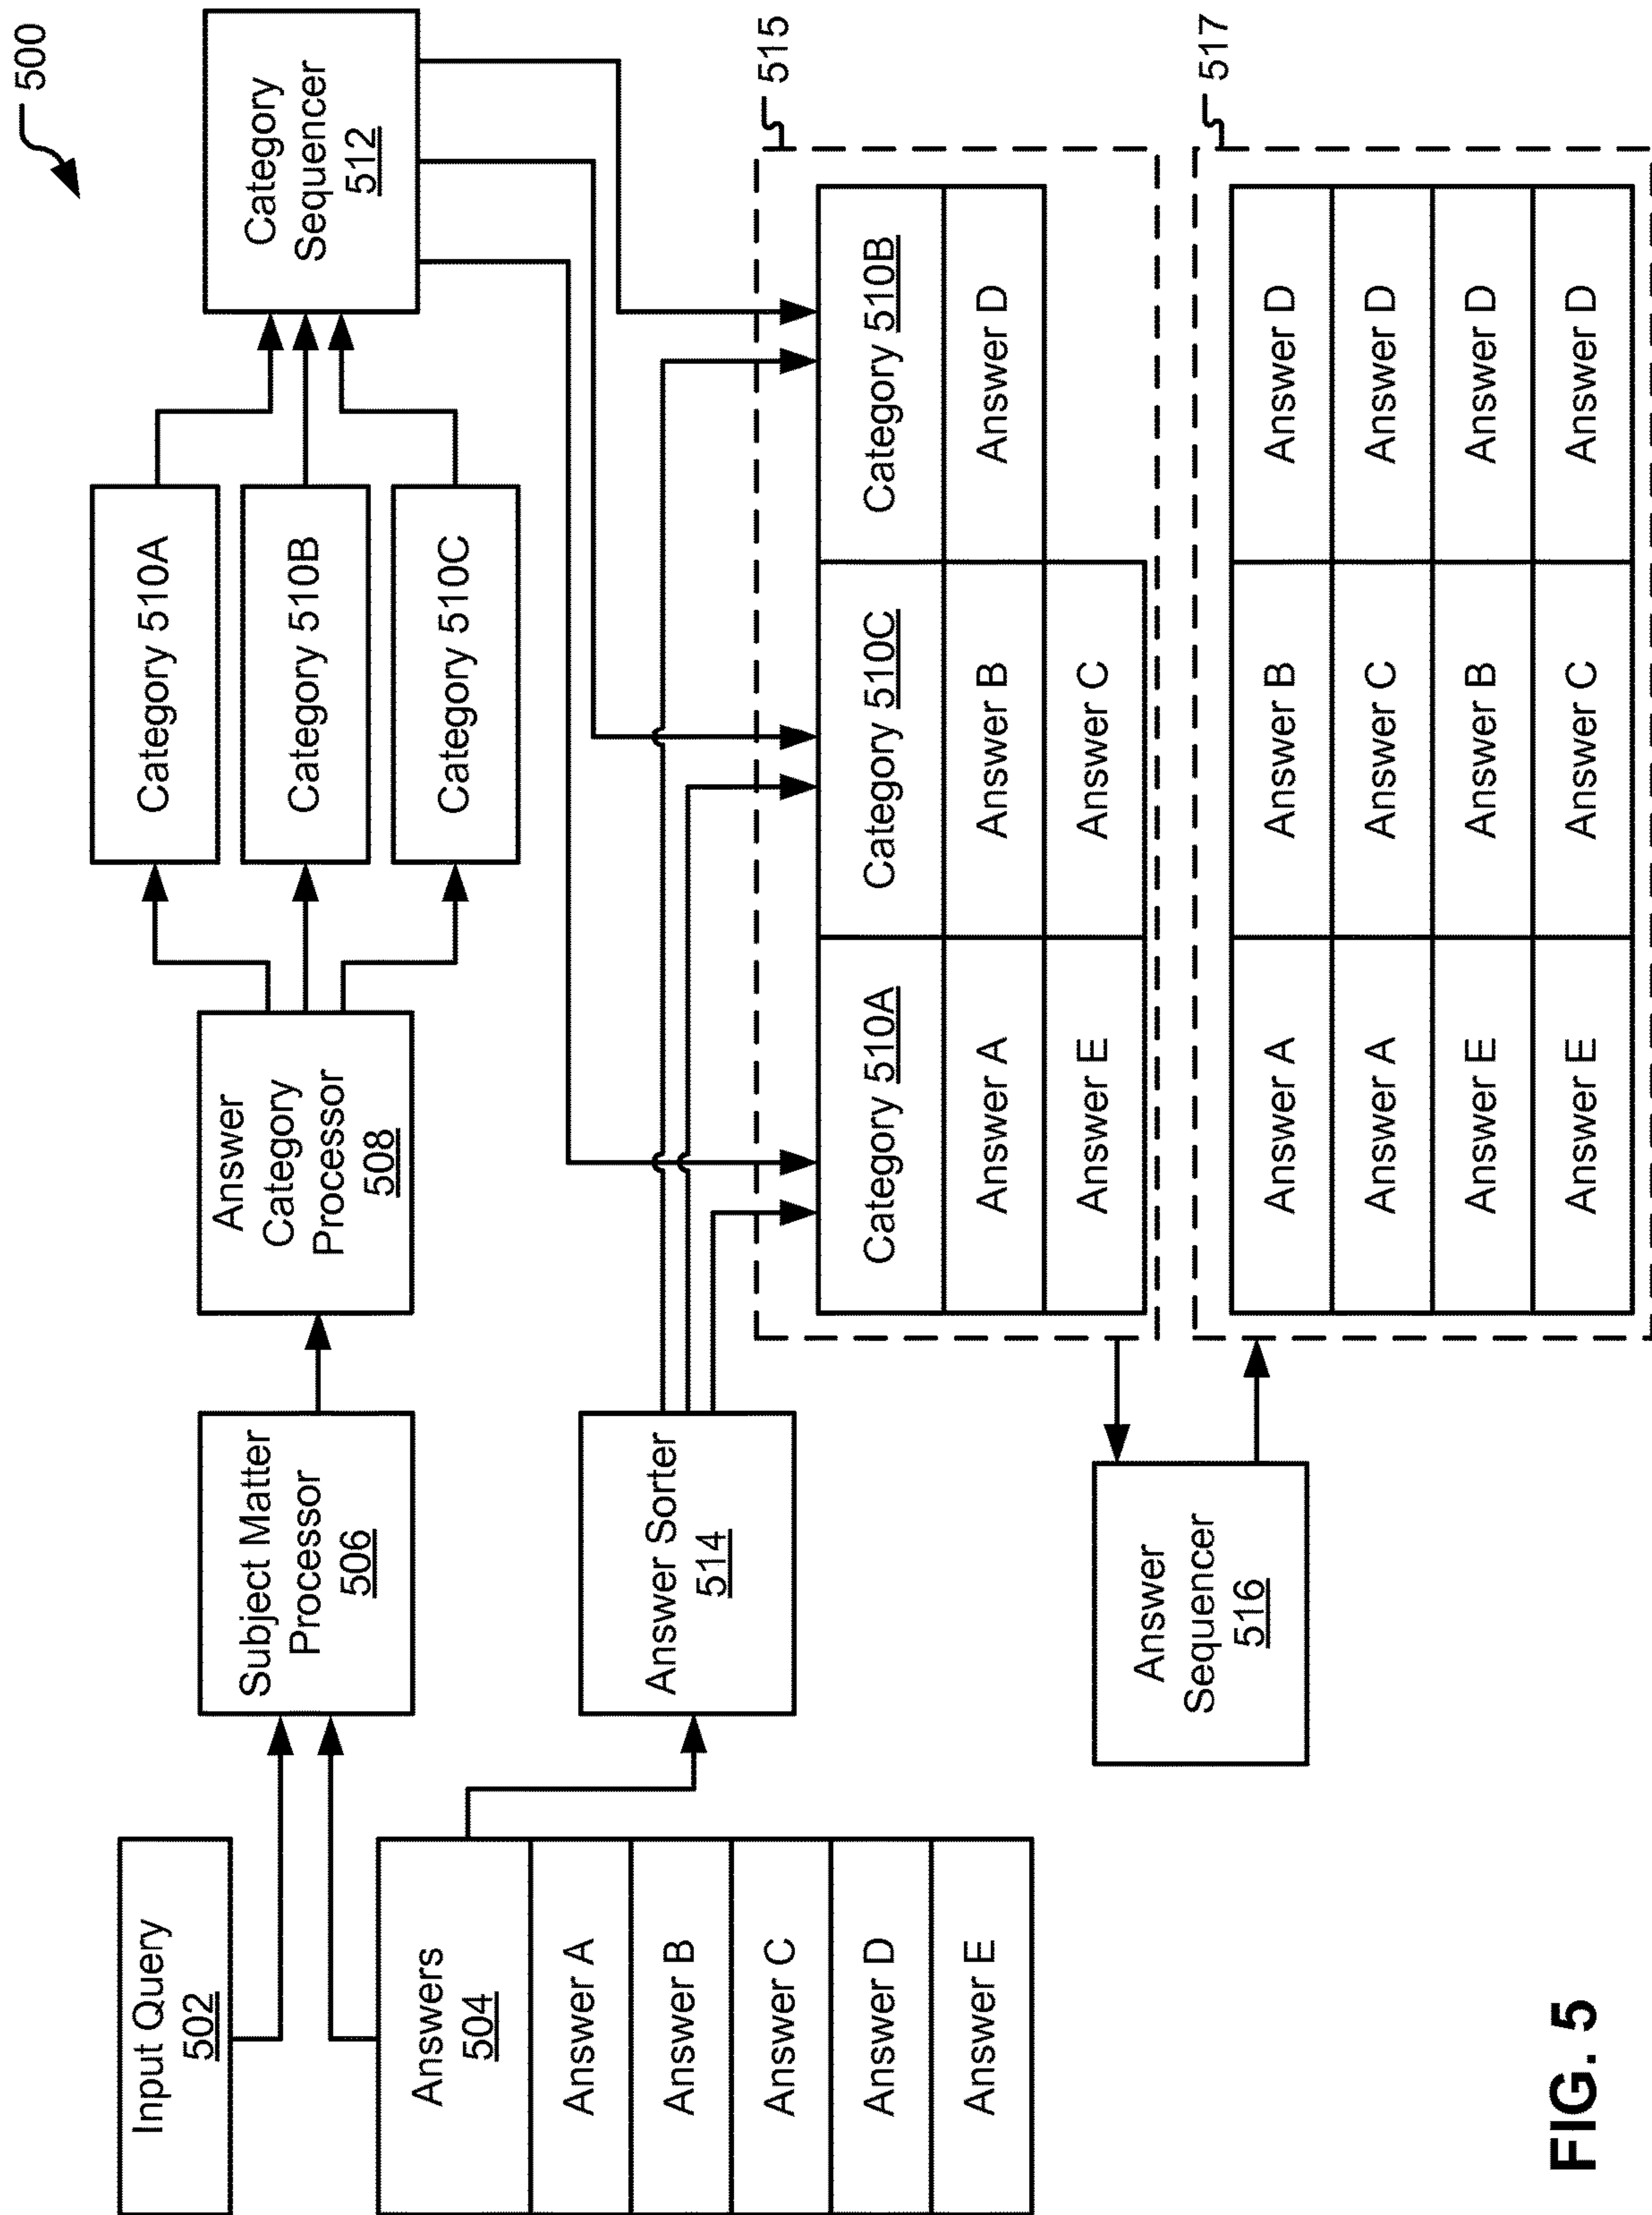 500
Input Query
502
Answers
504
Answer A
Answer B
Answer C
Answer D
Answer E
Subject Matter
Processor
506
Answer
Category
Processor
508
Category 510A
Category 510B
Category 510C
Category
Sequencer
512
Answer Sorter
514
515
Category 510A
Category 510C
Category 510B
Answer A
Answer B
Answer D
Answer E
Answer C
Answer
Sequencer
516
517
Answer A
Answer B
Answer D
Answer A
Answer C
Answer D
Answer E
Answer B
Answer D
Answer E
Answer C
Answer D
FIG. 5